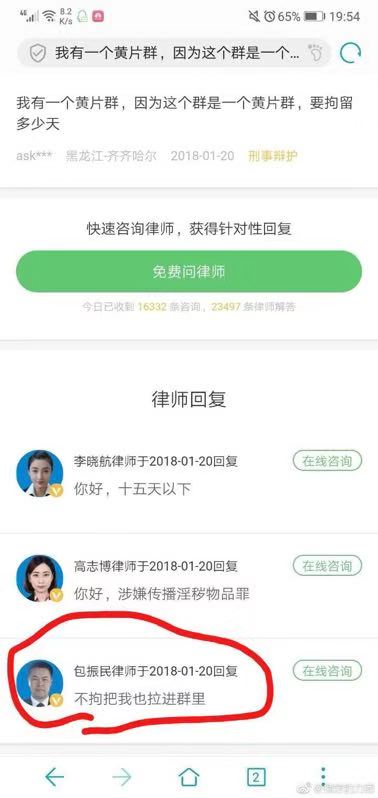 4G 8.2 K/s 65% 19:54
我有一个黄片群，因为这个群是一个...
我有一个黄片群，因为这个群是一个黄片群，要拘留
多少天
ask*** 黑龙江-齐齐哈尔 2018-01-20 刑事辩护
快速咨询律师，获得针对性回复
免费问律师
今日已收到 16332 条咨询，23497 条律师解答
律师回复
李晓航律师于2018-01-20回复 在线咨询
你好，十五天以下
高志博律师于2018-01-20回复 在线咨询
你好，涉嫌传播淫秽物品罪
包振民律师于2018-01-20回复 在线咨询
不拘把我也拉进群里
2